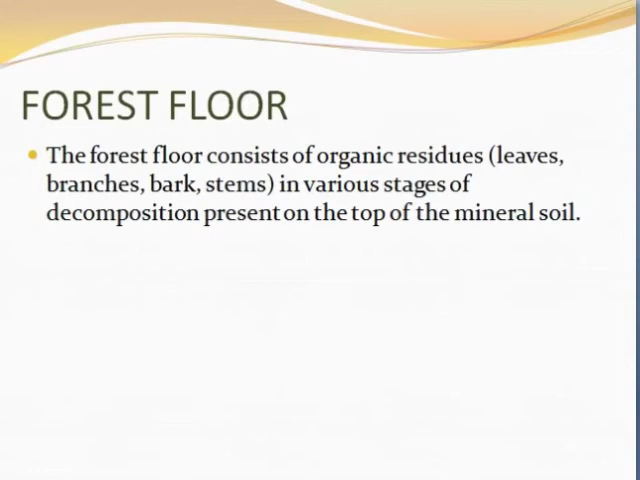 FOREST FLOOR
• The forest floor consists of organic residues (leaves,
branches, bark, stems) in various stages of
decomposition present on the top of the mineral soil.